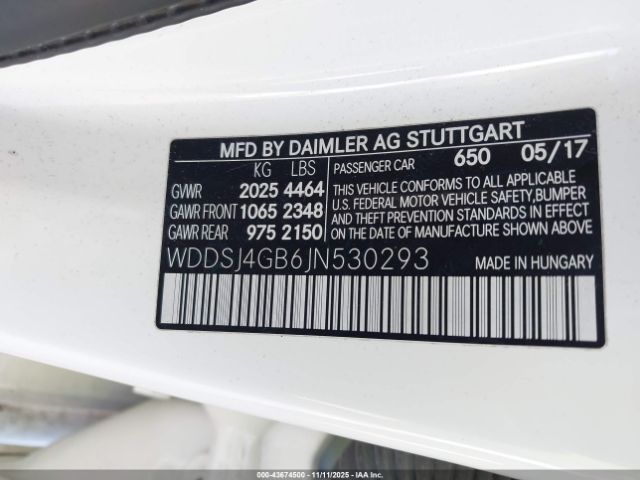 MFD BY DAIMLER AG STUTTGART
KG LBS PASSENGER CAR 650 05/17
GVWR 2025 4464 THIS VEHICLE CONFORMS TO ALL APPLICABLE
U.S. FEDERAL MOTOR VEHICLE SAFETY, BUMPER
GAWR FRONT 1065 2348 AND THEFT PREVENTION STANDARDS IN EFFECT
GAWR REAR 975 2150 ON THE DATE OF MANUFACTURE SHOWN ABOVE.
WDDSJ4GB6JN530293 MADE IN HUNGARY
000-43674500 - 11/11/2025 - IAAI.COM